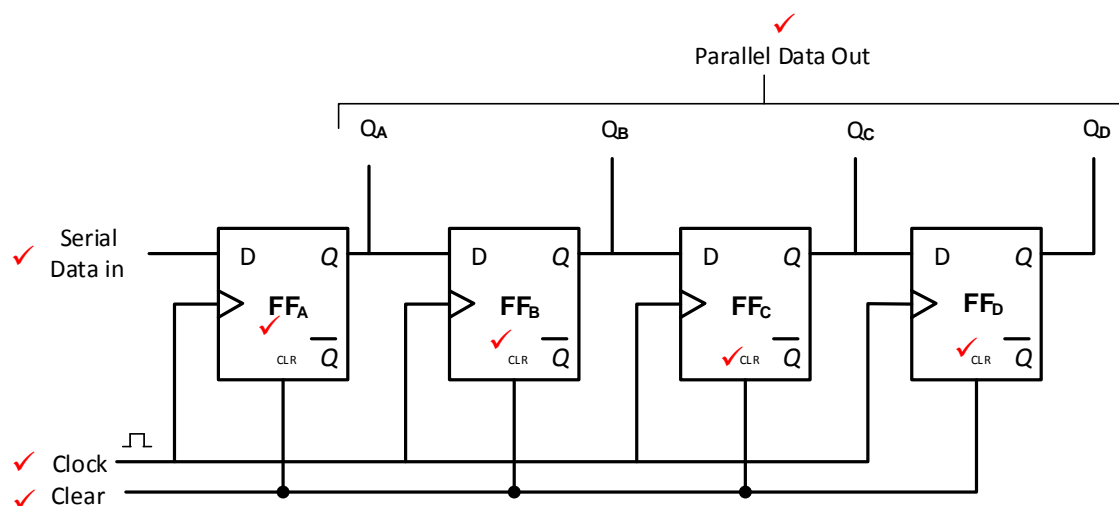 Parallel Data Out
QA QB QC QD
Serial
Data in
D Q D Q D Q D Q
FFA FFB FFC FFD
CLR Q̅ CLR Q̅ CLR Q̅ CLR Q̅
Clock
Clear